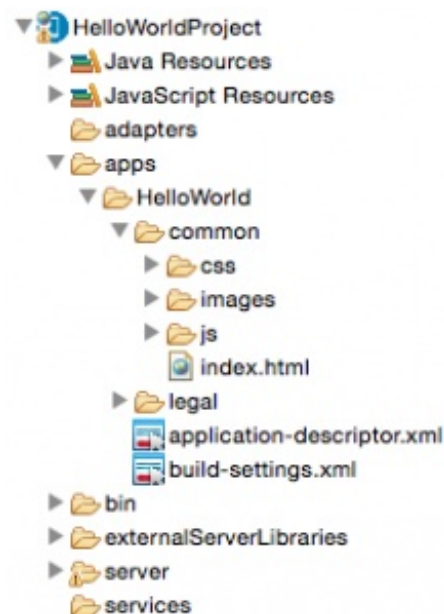 HelloWorldProject
Java Resources
JavaScript Resources
adapters
apps
HelloWorld
common
css
images
js
index.html
legal
application-descriptor.xml
build-settings.xml
bin
externalServerLibraries
server
services